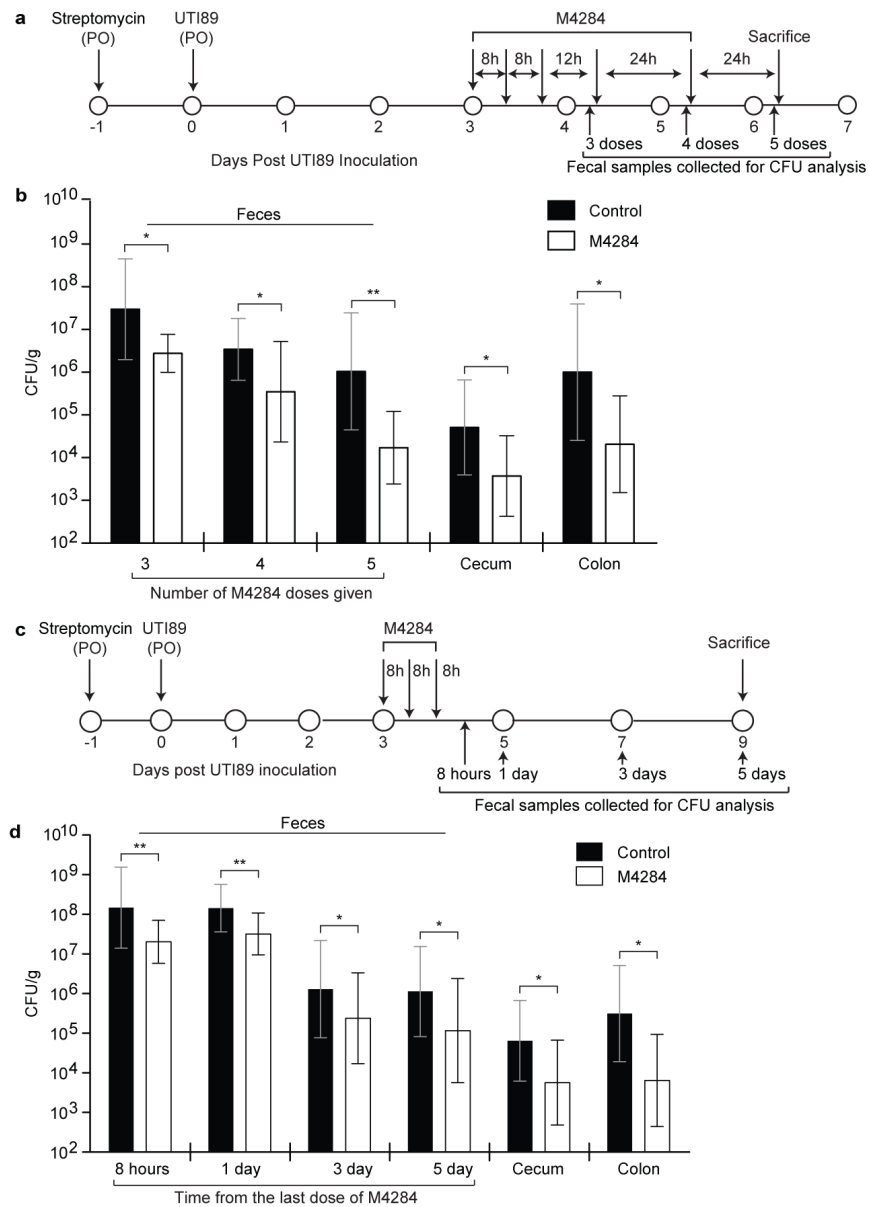 a
Streptomycin
(PO)
UTI89
(PO)
M4284
Sacrifice
8h 8h 12h 24h 24h
-1 0 1 2 3 4 5 6 7
3 doses 4 doses 5 doses
Days Post UTI89 Inoculation
Fecal samples collected for CFU analysis
b
Feces
Control
M4284
CFU/g
10^10
10^9
10^8
10^7
10^6
10^5
10^4
10^3
10^2
* * ** * *
3 4 5 Cecum Colon
Number of M4284 doses given
c
Streptomycin
(PO)
UTI89
(PO)
M4284
Sacrifice
8h 8h 8h
-1 0 1 2 3 5 7 9
Days post UTI89 inoculation
8 hours 1 day 3 days 5 days
Fecal samples collected for CFU analysis
d
Feces
Control
M4284
CFU/g
10^10
10^9
10^8
10^7
10^6
10^5
10^4
10^3
10^2
** ** * * * *
8 hours 1 day 3 day 5 day Cecum Colon
Time from the last dose of M4284